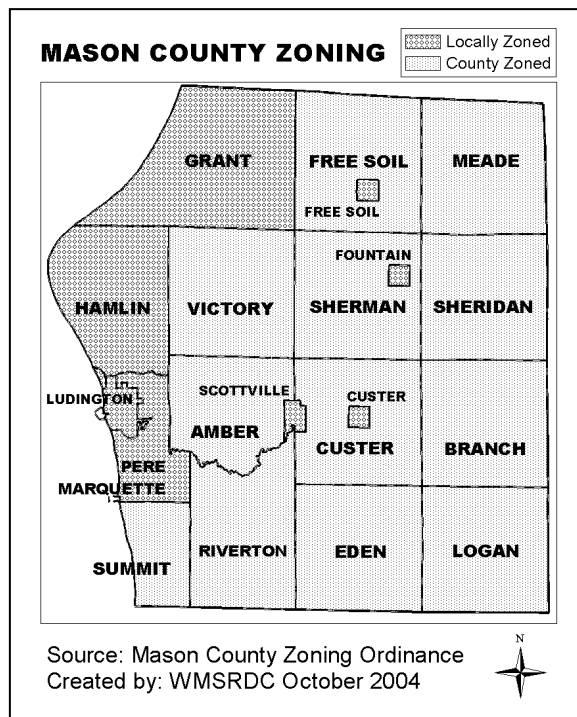 MASON COUNTY ZONING
Locally Zoned
County Zoned
GRANT
FREE SOIL
MEADE
FREE SOIL
FOUNTAIN
HAMLIN
VICTORY
SHERMAN
SHERIDAN
LUDINGTON
SCOTTVILLE
CUSTER
AMBER
CUSTER
BRANCH
PERE
MARQUETTE
SUMMIT
RIVERTON
EDEN
LOGAN
Source: Mason County Zoning Ordinance
Created by: WMSRDC October 2004
N